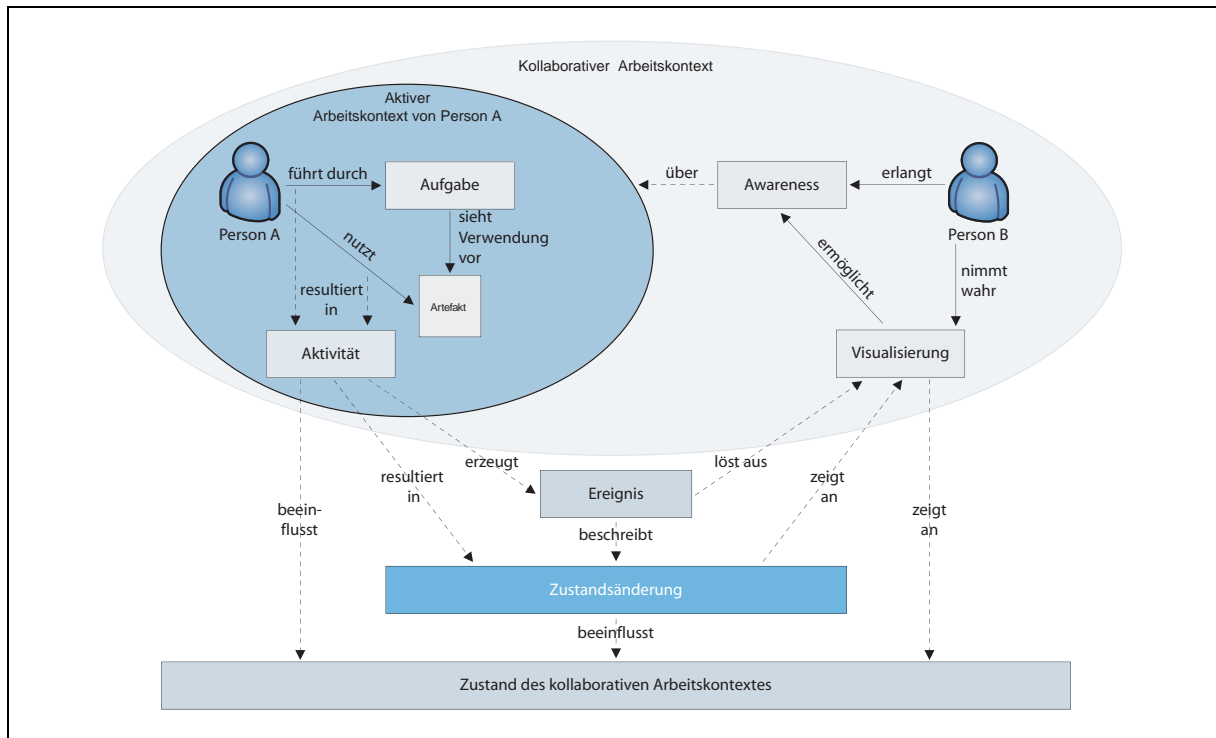 Kollaborativer Arbeitskontext
Aktiver
Arbeitskontext von Person A
führt durch
Aufgabe
über
Awareness
erlangt
Person A
nutzt
sieht
Verwendung
vor
ermöglicht
Person B
nimmt
wahr
resultiert
in
Artefakt
Aktivität
Visualisierung
erzeugt
löst aus
resultiert
in
Ereignis
zeigt
an
beein-
flusst
zeigt
an
beschreibt
Zustandsänderung
beeinflusst
Zustand des kollaborativen Arbeitskontextes